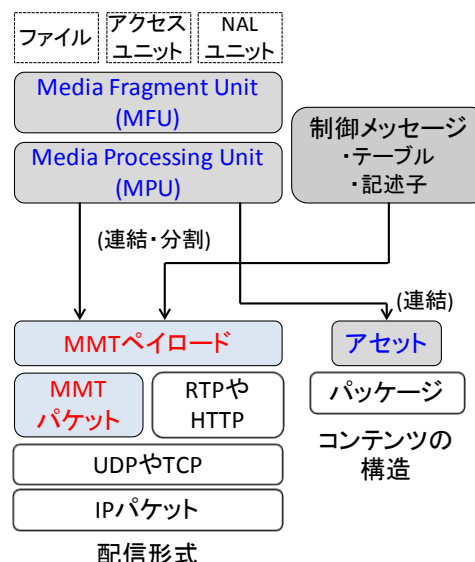 ファイル
アクセス
ユニット
NAL
ユニット
Media Fragment Unit
(MFU)
Media Processing Unit
(MPU)
制御メッセージ
・テーブル
・記述子
(連結・分割)
(連結)
MMTペイロード
アセット
MMT
パケット
RTPや
HTTP
パッケージ
UDPやTCP
IPパケット
コンテンツの
構造
配信形式